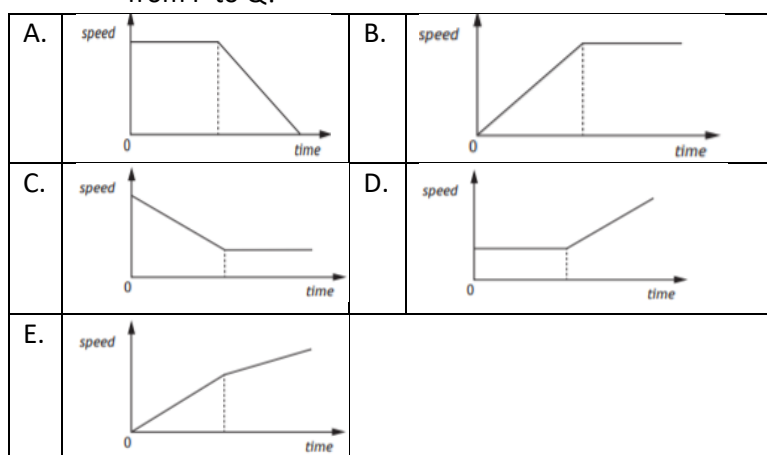 from P to Q.
A.
speed
0
time
B.
speed
0
time
C.
speed
0
time
D.
speed
0
time
E.
speed
0
time